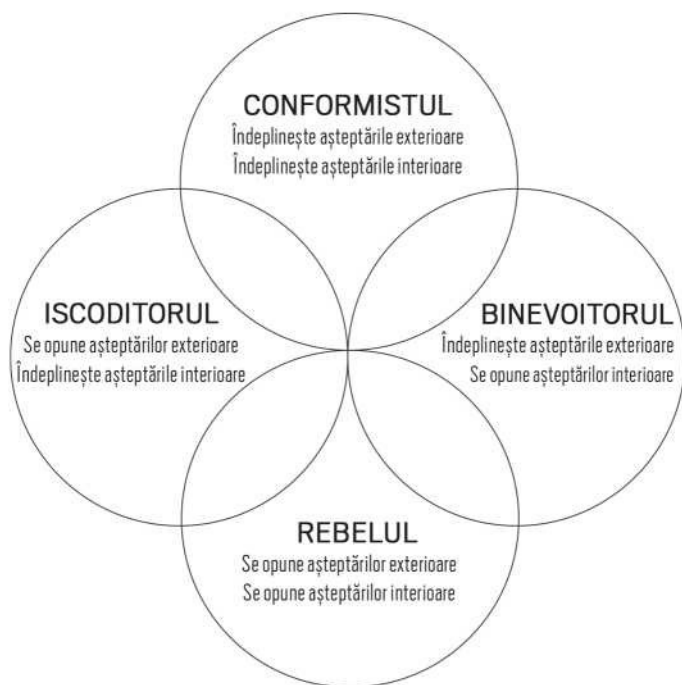 CONFORMISTUL
Îndeplinește așteptările exterioare
Îndeplinește așteptările interioare
ISCODITORUL
Se opune așteptărilor exterioare
Îndeplinește așteptările interioare
BINEVOITORUL
Îndeplinește așteptările exterioare
Se opune așteptărilor interioare
REBELUL
Se opune așteptărilor exterioare
Se opune așteptărilor interioare